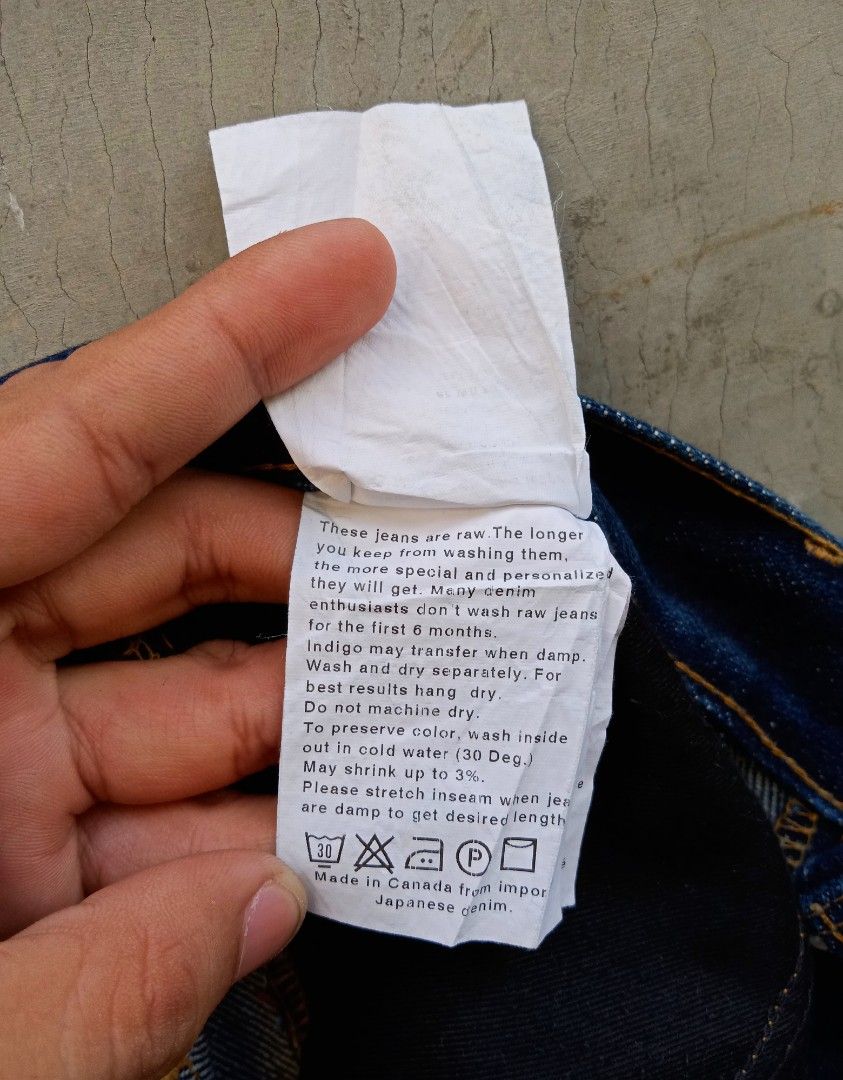 These jeans are raw.The longer
you keep from washing them,
the more special and personalized
they will get. Many denim
enthusiasts don't wash raw jeans
for the first 6 months.
Indigo may transfer when damp.
Wash and dry separately. For
best results hang dry.
Do not machine dry.
To preserve color, wash inside
out in cold water (30 Deg.)
May shrink up to 3%.
Please stretch inseam when jea
are damp to get desired length
30 P
Made in Canada from impor
Japanese denim.